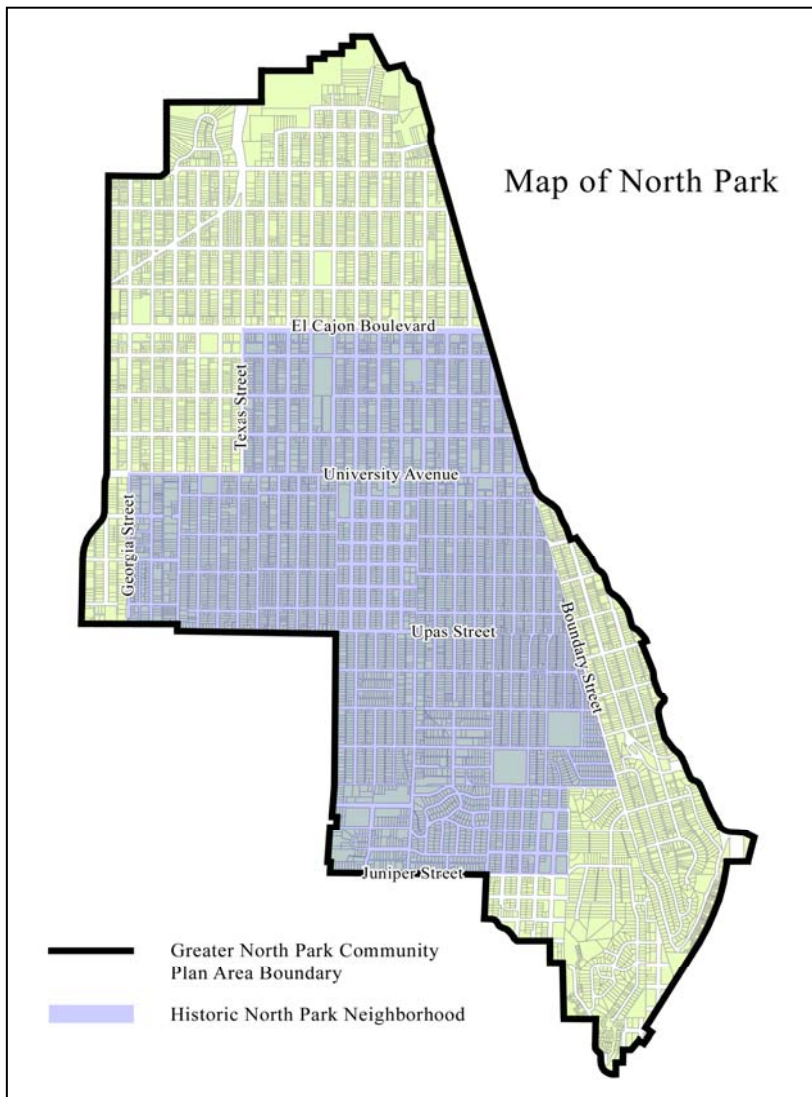 Map of North Park
El Cajon Boulevard
Texas Street
University Avenue
Georgia Street
Upas Street
Boundary Street
Juniper Street
Greater North Park Community
Plan Area Boundary
Historic North Park Neighborhood